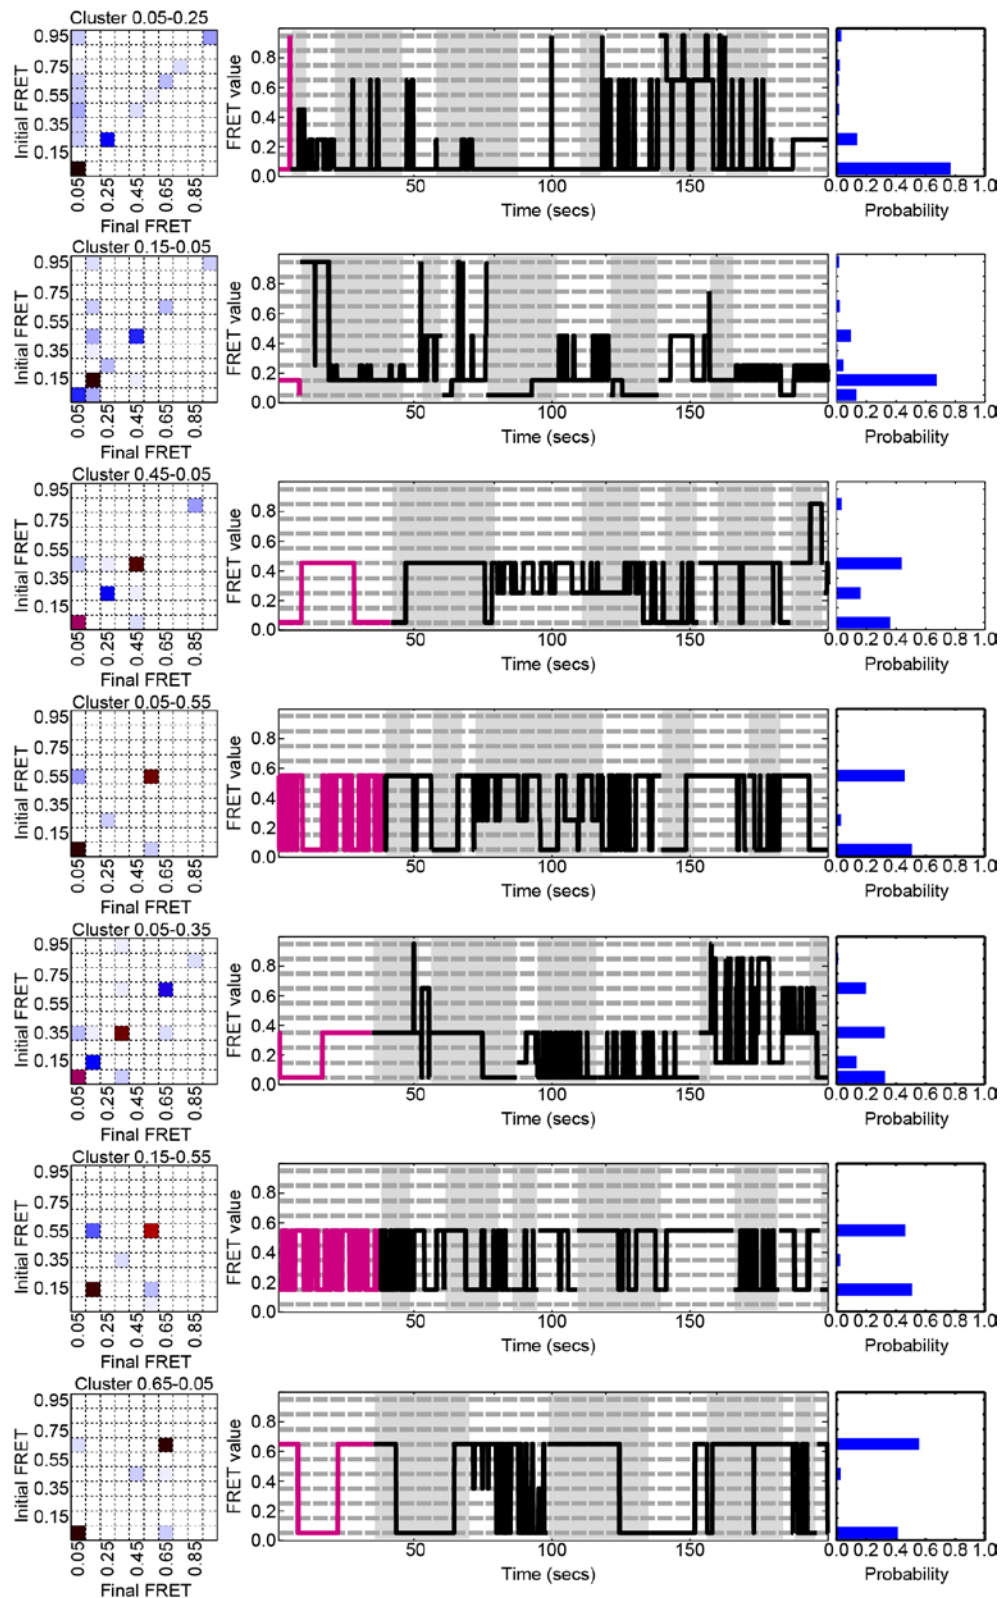 Cluster 0.05-0.25
Initial FRET
0.95
0.75
0.55
0.35
0.15
0.05
0.25
0.45
0.65
0.85
Final FRET
FRET value
0.8
0.6
0.4
0.2
0.0
50
100
150
Time (secs)
0.0 0.2 0.4 0.6 0.8 1.0
Probability
Cluster 0.15-0.05
Initial FRET
0.95
0.75
0.55
0.35
0.15
0.05
0.25
0.45
0.65
0.85
Final FRET
FRET value
0.8
0.6
0.4
0.2
0.0
50
100
150
Time (secs)
0.0 0.2 0.4 0.6 0.8 1.0
Probability
Cluster 0.45-0.05
Initial FRET
0.95
0.75
0.55
0.35
0.15
0.05
0.25
0.45
0.65
0.85
Final FRET
FRET value
0.8
0.6
0.4
0.2
0.0
50
100
150
Time (secs)
0.0 0.2 0.4 0.6 0.8 1.0
Probability
Cluster 0.05-0.55
Initial FRET
0.95
0.75
0.55
0.35
0.15
0.05
0.25
0.45
0.65
0.85
Final FRET
FRET value
0.8
0.6
0.4
0.2
0.0
50
100
150
Time (secs)
0.0 0.2 0.4 0.6 0.8 1.0
Probability
Cluster 0.05-0.35
Initial FRET
0.95
0.75
0.55
0.35
0.15
0.05
0.25
0.45
0.65
0.85
Final FRET
FRET value
0.8
0.6
0.4
0.2
0.0
50
100
150
Time (secs)
0.0 0.2 0.4 0.6 0.8 1.0
Probability
Cluster 0.15-0.55
Initial FRET
0.95
0.75
0.55
0.35
0.15
0.05
0.25
0.45
0.65
0.85
Final FRET
FRET value
0.8
0.6
0.4
0.2
0.0
50
100
150
Time (secs)
0.0 0.2 0.4 0.6 0.8 1.0
Probability
Cluster 0.65-0.05
Initial FRET
0.95
0.75
0.55
0.35
0.15
0.05
0.25
0.45
0.65
0.85
Final FRET
FRET value
0.8
0.6
0.4
0.2
0.0
50
100
150
Time (secs)
0.0 0.2 0.4 0.6 0.8 1.0
Probability